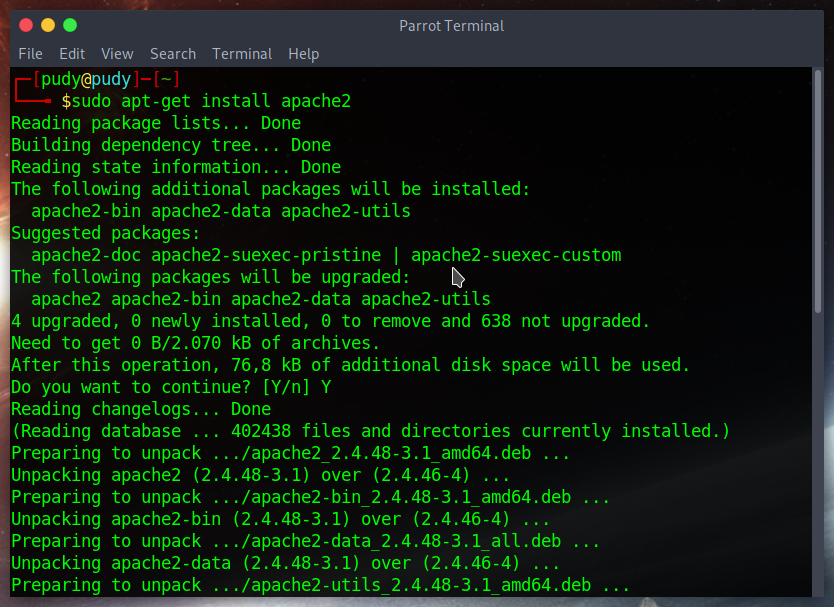 Parrot Terminal
File Edit View Search Terminal Help
┌─[pudy@pudy]─[~]
└──╼ $sudo apt-get install apache2
Reading package lists... Done
Building dependency tree... Done
Reading state information... Done
The following additional packages will be installed:
  apache2-bin apache2-data apache2-utils
Suggested packages:
  apache2-doc apache2-suexec-pristine | apache2-suexec-custom
The following packages will be upgraded:
  apache2 apache2-bin apache2-data apache2-utils
4 upgraded, 0 newly installed, 0 to remove and 638 not upgraded.
Need to get 0 B/2.070 kB of archives.
After this operation, 76,8 kB of additional disk space will be used.
Do you want to continue? [Y/n] Y
Reading changelogs... Done
(Reading database ... 402438 files and directories currently installed.)
Preparing to unpack .../apache2_2.4.48-3.1_amd64.deb ...
Unpacking apache2 (2.4.48-3.1) over (2.4.46-4) ...
Preparing to unpack .../apache2-bin_2.4.48-3.1_amd64.deb ...
Unpacking apache2-bin (2.4.48-3.1) over (2.4.46-4) ...
Preparing to unpack .../apache2-data_2.4.48-3.1_all.deb ...
Unpacking apache2-data (2.4.48-3.1) over (2.4.46-4) ...
Preparing to unpack .../apache2-utils_2.4.48-3.1_amd64.deb ...